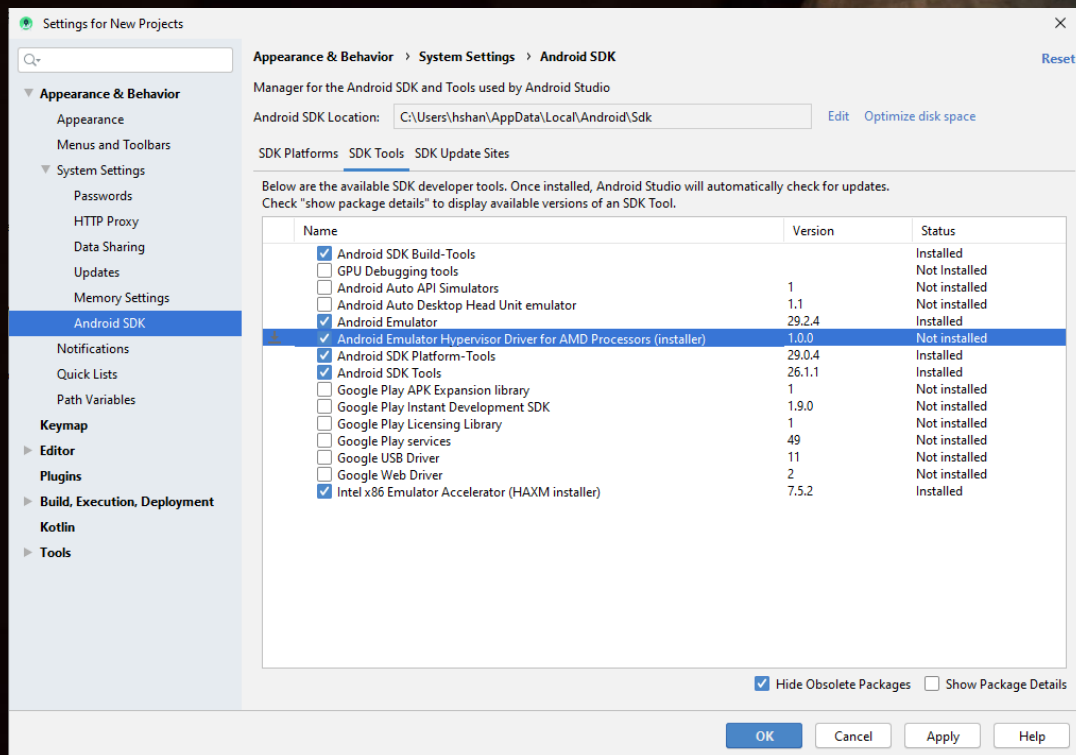 Settings for New Projects
Appearance & Behavior
Appearance
Menus and Toolbars
System Settings
Passwords
HTTP Proxy
Data Sharing
Updates
Memory Settings
Android SDK
Notifications
Quick Lists
Path Variables
Keymap
Editor
Plugins
Build, Execution, Deployment
Kotlin
Tools
Appearance & Behavior › System Settings › Android SDK
Reset
Manager for the Android SDK and Tools used by Android Studio
Android SDK Location: C:\Users\hshan\AppData\Local\Android\Sdk Edit Optimize disk space
SDK Platforms SDK Tools SDK Update Sites
Below are the available SDK developer tools. Once installed, Android Studio will automatically check for updates.
Check "show package details" to display available versions of an SDK Tool.
Name Version Status
Android SDK Build-Tools Installed
GPU Debugging tools Not Installed
Android Auto API Simulators 1 Not installed
Android Auto Desktop Head Unit emulator 1.1 Not installed
Android Emulator 29.2.4 Installed
Android Emulator Hypervisor Driver for AMD Processors (installer) 1.0.0 Not installed
Android SDK Platform-Tools 29.0.4 Installed
Android SDK Tools 26.1.1 Installed
Google Play APK Expansion library 1 Not installed
Google Play Instant Development SDK 1.9.0 Not installed
Google Play Licensing Library 1 Not installed
Google Play services 49 Not installed
Google USB Driver 11 Not installed
Google Web Driver 2 Not installed
Intel x86 Emulator Accelerator (HAXM installer) 7.5.2 Installed
Hide Obsolete Packages Show Package Details
OK Cancel Apply Help